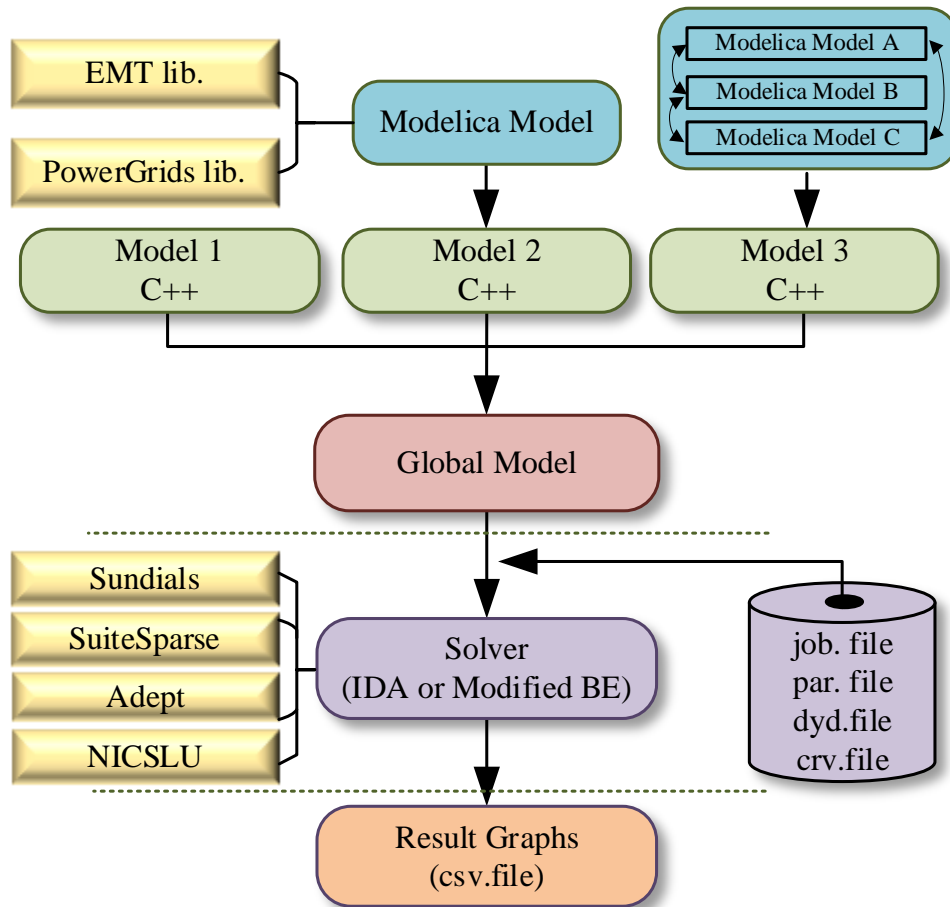 EMT lib.
PowerGrids lib.
Modelica Model
Modelica Model A
Modelica Model B
Modelica Model C
Model 1
C++
Model 2
C++
Model 3
C++
Global Model
Sundials
SuiteSparse
Adept
NICSLU
Solver
(IDA or Modified BE)
job. file
par. file
dyd.file
crv.file
Result Graphs
(csv.file)